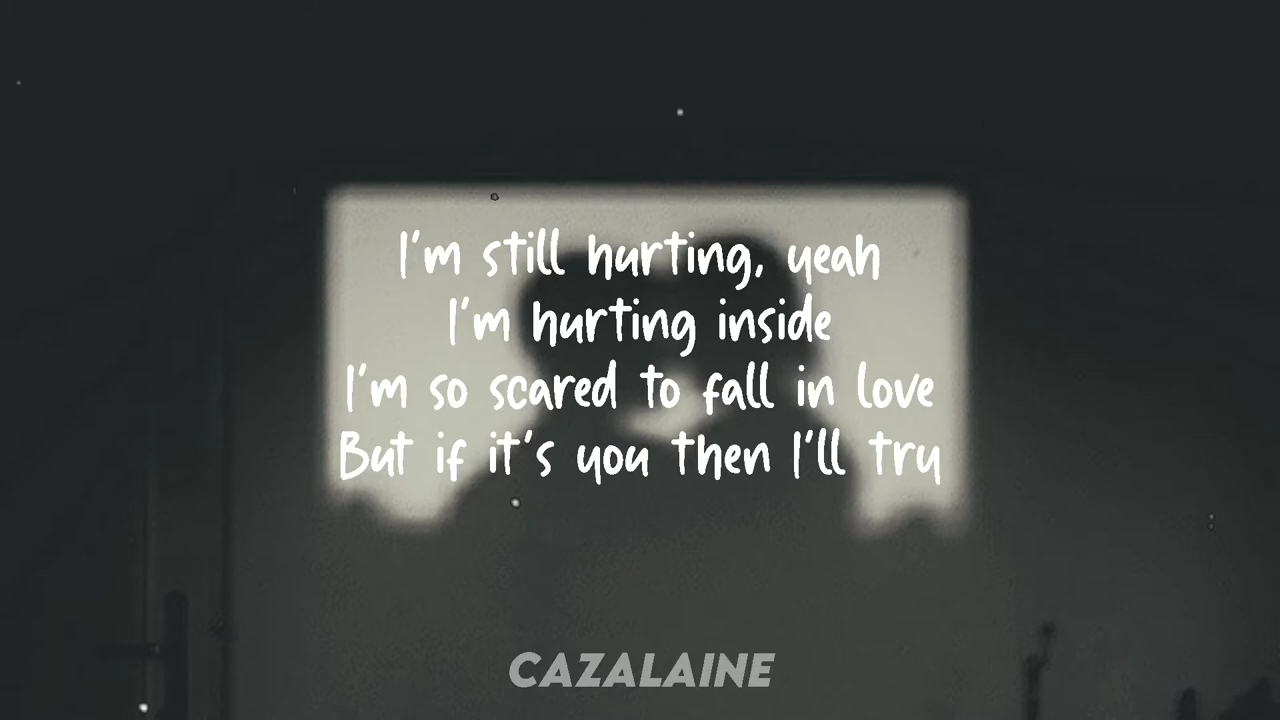 I'm still hurting, yeah
I'm hurting inside
I'm so scared to fall in love
But if it's you then I'll try
CAZALAINE